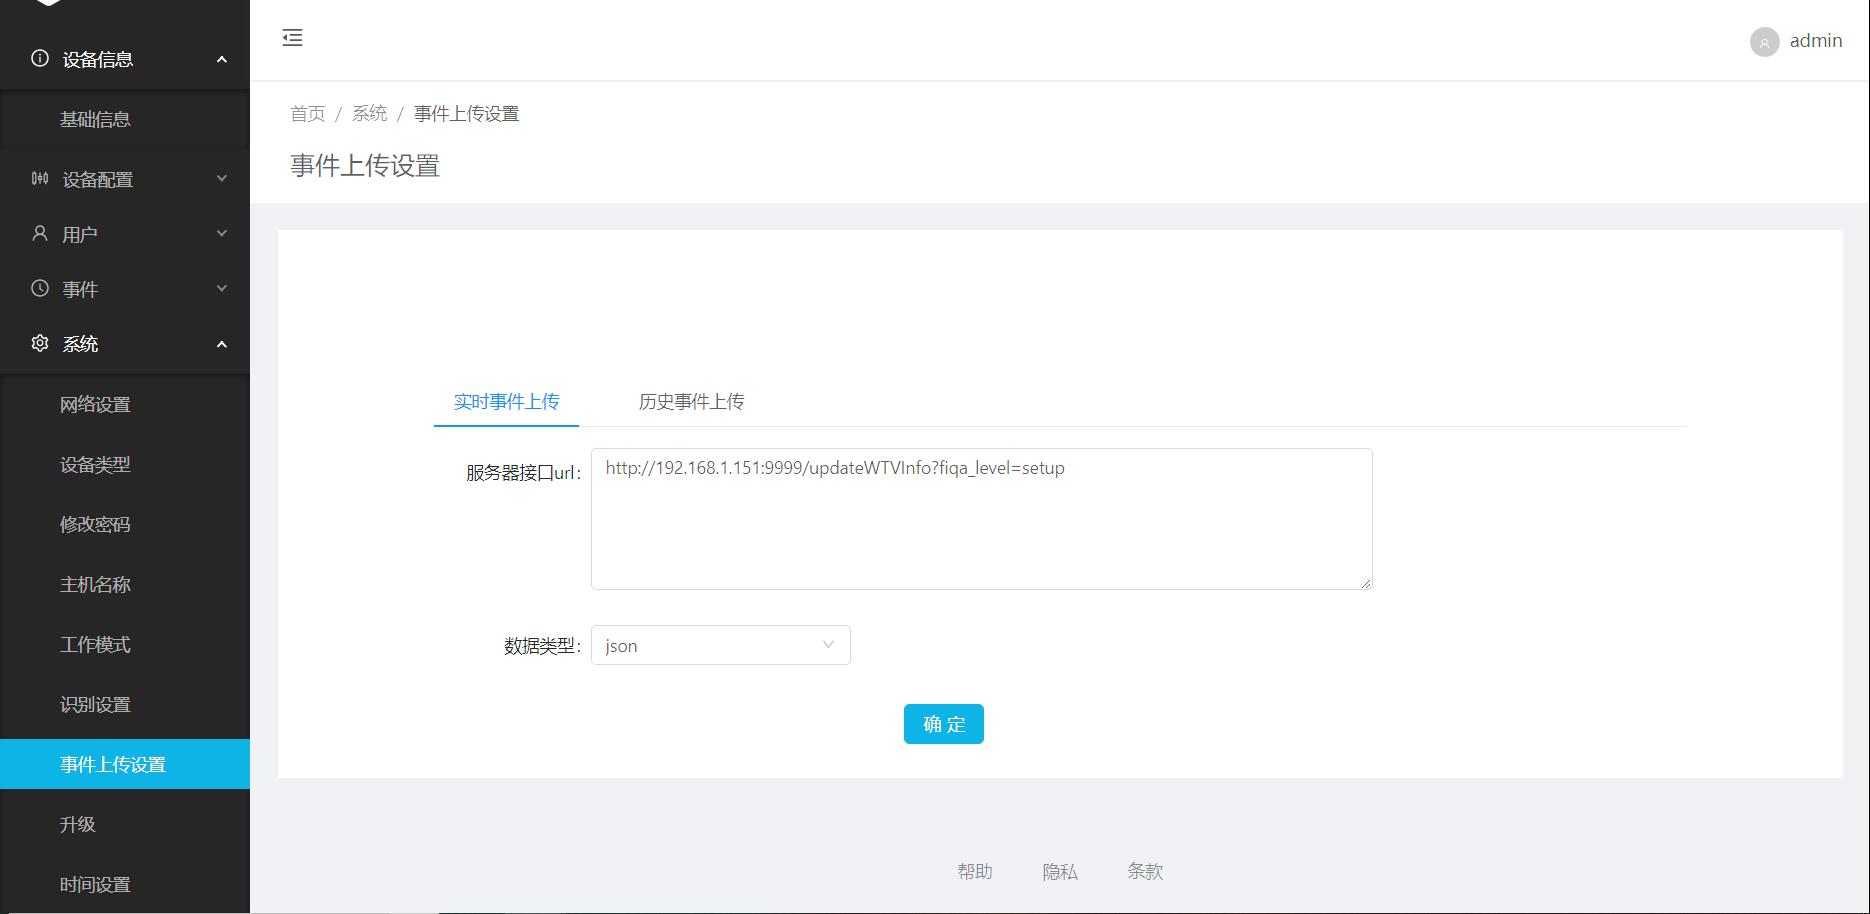 设备信息
基础信息
设备配置
用户
事件
系统
网络设置
设备类型
修改密码
主机名称
工作模式
识别设置
事件上传设置
升级
时间设置
admin
首页 / 系统 / 事件上传设置
事件上传设置
实时事件上传 历史事件上传
服务器接口url: http://192.168.1.151:9999/updateWTVInfo?fiqa_level=setup
数据类型: json
确 定
帮助 隐私 条款